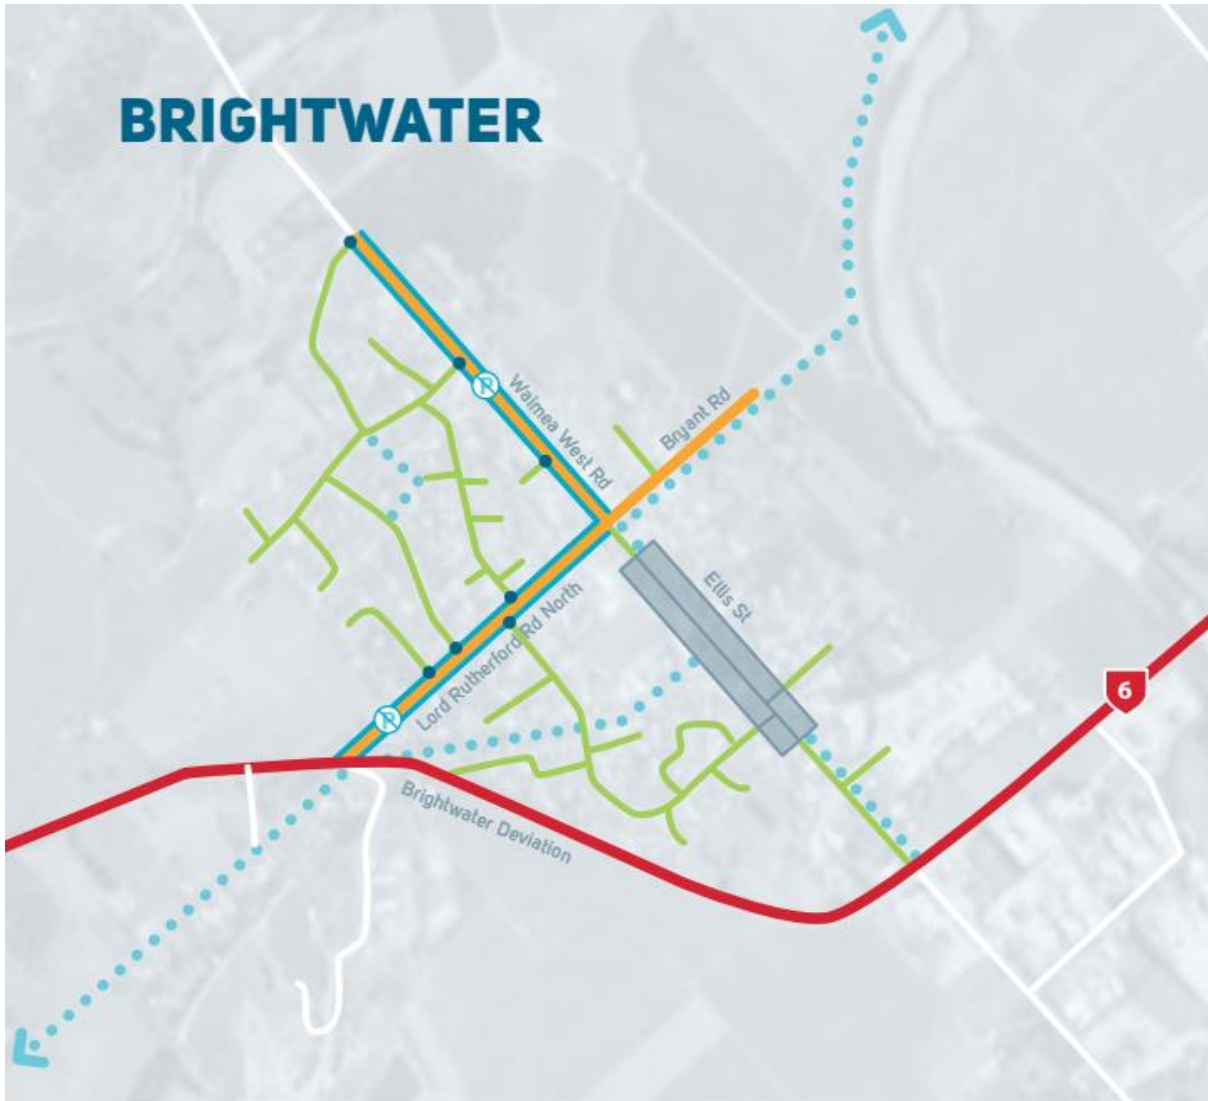 BRIGHTWATER
P
Waimea West Rd
Bryant Rd
Ellis St
Lord Rutherford Rd North
P
6
Brightwater Deviation